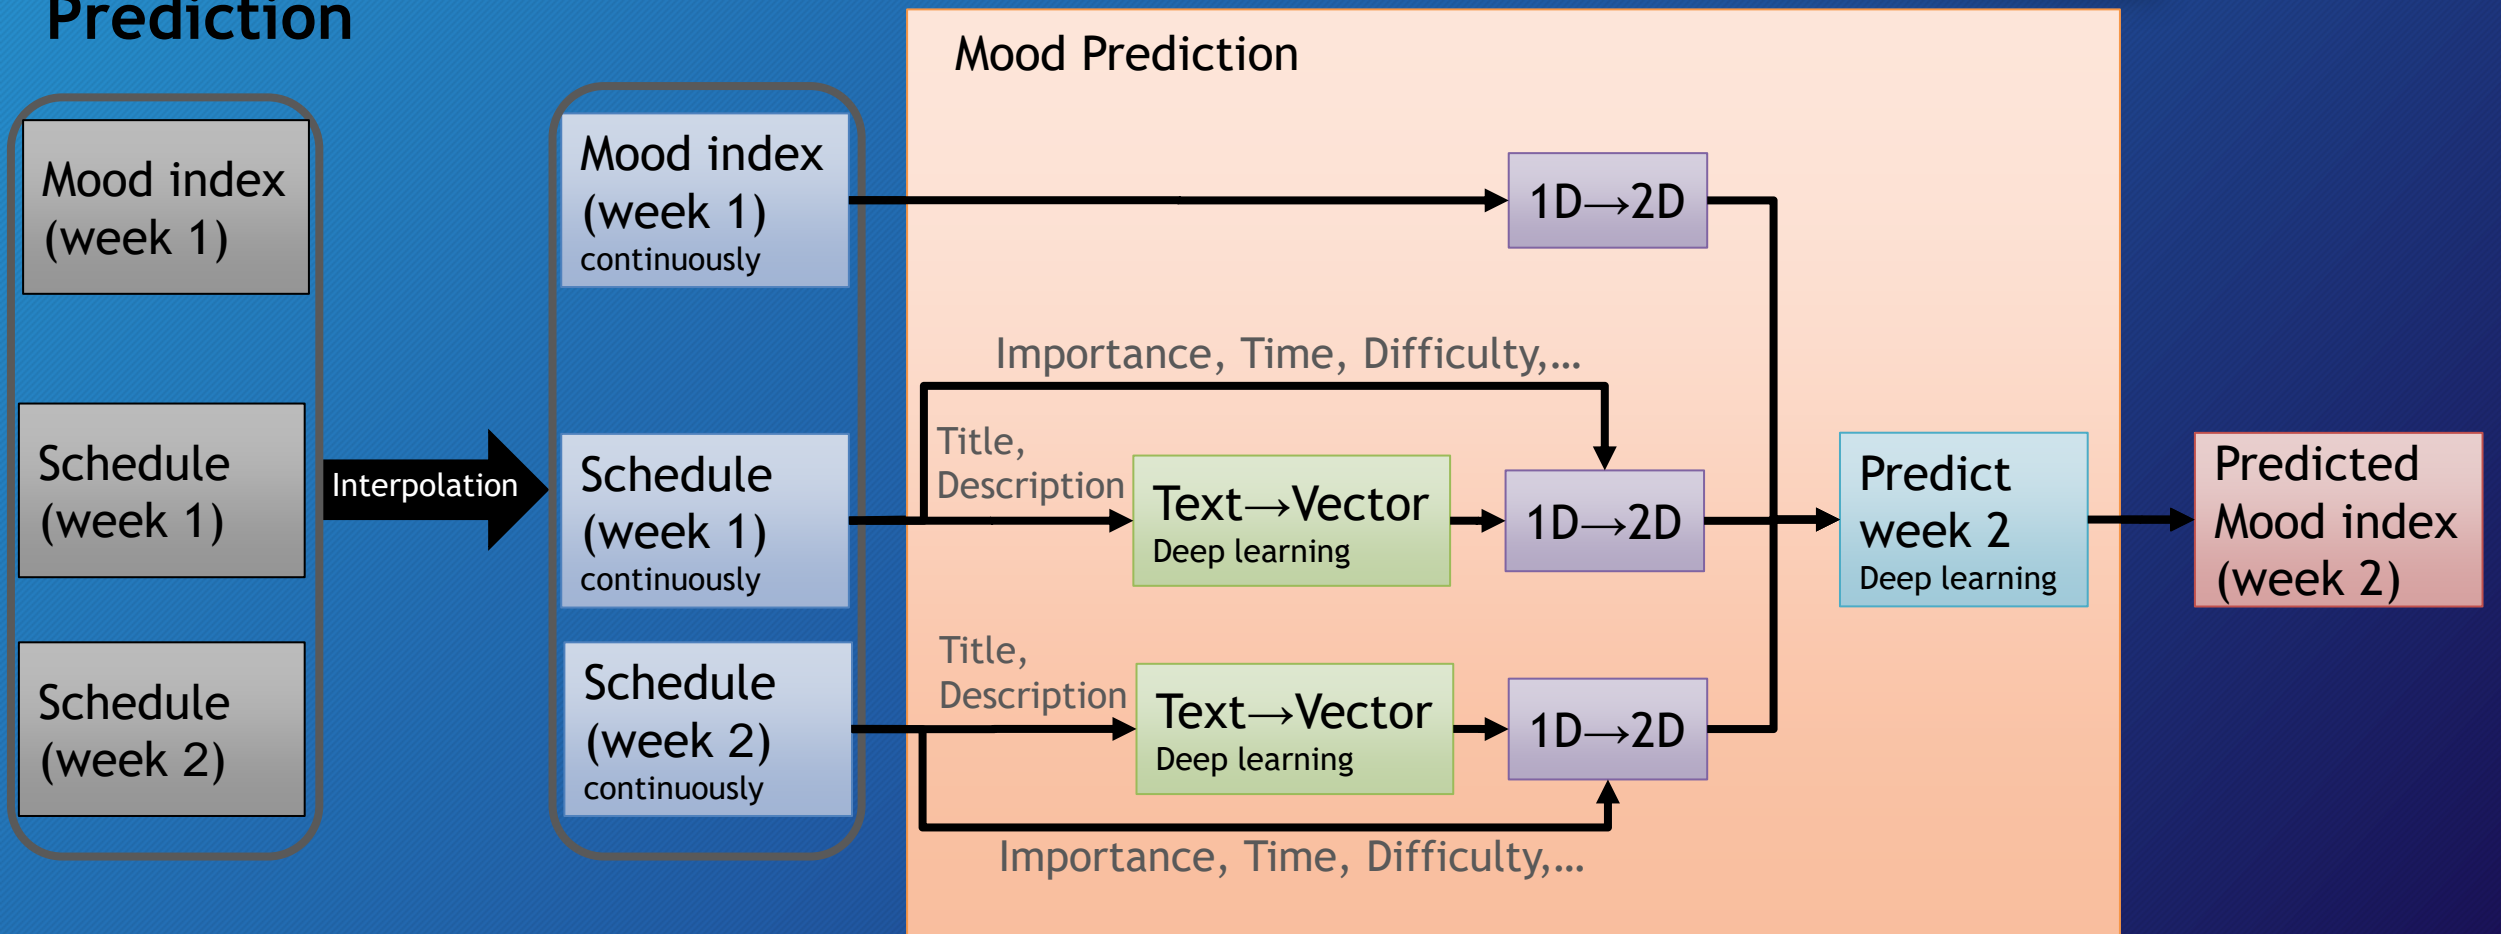 Prediction
Mood index
(week 1)
Schedule
(week 1)
Schedule
(week 2)
Interpolation
Mood index
(week 1)
continuously
Schedule
(week 1)
continuously
Schedule
(week 2)
continuously
Mood Prediction
1D→2D
Importance, Time, Difficulty,...
Title,
Description
Text→Vector
Deep learning
1D→2D
Title,
Description
Text→Vector
Deep learning
1D→2D
Importance, Time, Difficulty,...
Predict
week 2
Deep learning
Predicted
Mood index
(week 2)